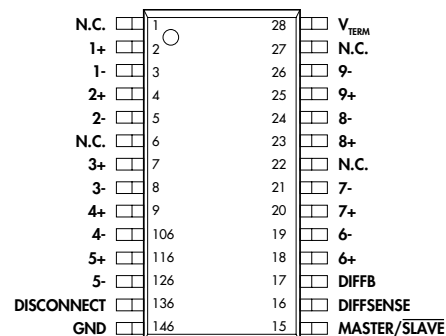 N.C. 1 28 V_TERM
1+ 2 27 N.C.
1- 3 26 9-
2+ 4 25 9+
2- 5 24 8-
N.C. 6 23 8+
3+ 7 22 N.C.
3- 8 21 7-
4+ 9 20 7+
4- 106 19 6-
5+ 116 18 6+
5- 126 17 DIFFB
DISCONNECT 136 16 DIFFSENSE
GND 146 15 MASTER/SLAVE